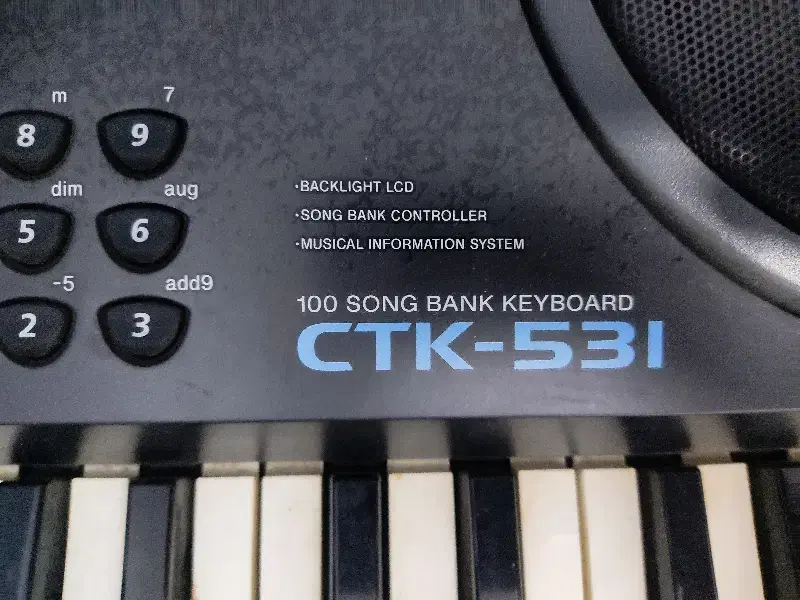 m 7
8 9
dim aug
5 6
-5 add9
2 3
·BACKLIGHT LCD
·SONG BANK CONTROLLER
·MUSICAL INFORMATION SYSTEM
100 SONG BANK KEYBOARD
CTK-531